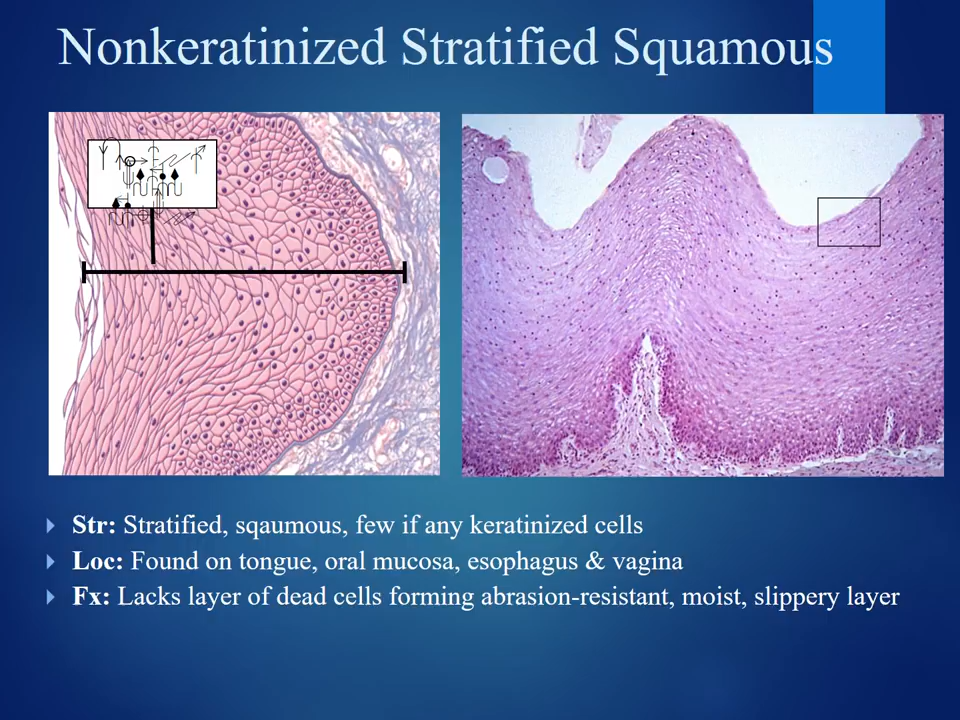 Nonkeratinized Stratified Squamous
Str: Stratified, sqaumous, few if any keratinized cells
Loc: Found on tongue, oral mucosa, esophagus & vagina
Fx: Lacks layer of dead cells forming abrasion-resistant, moist, slippery layer